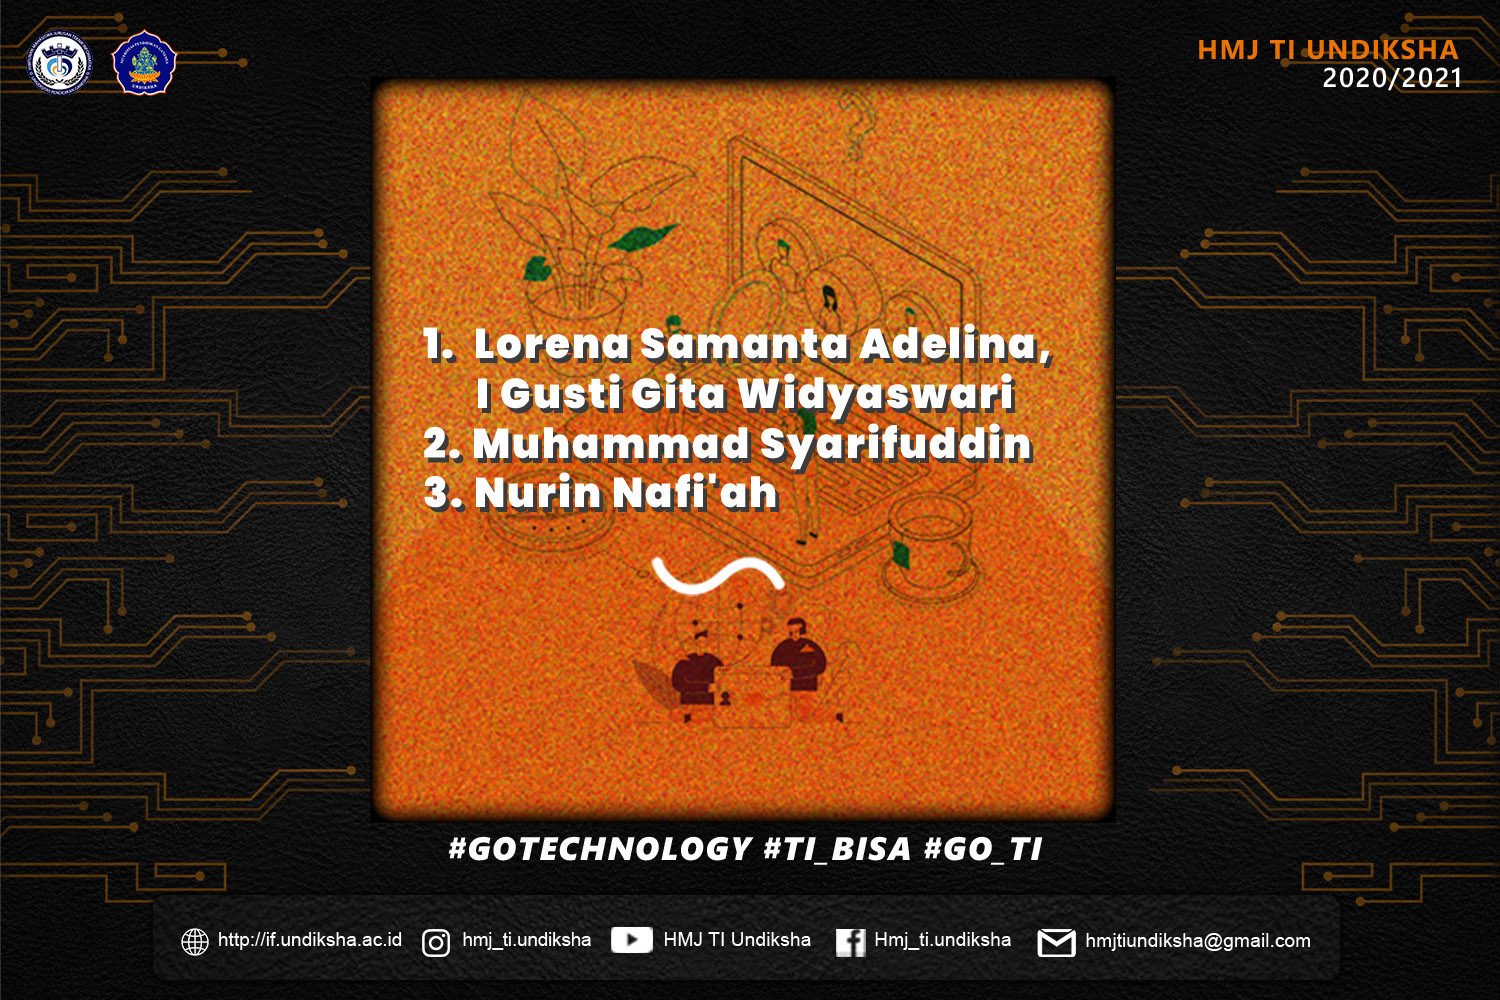 HMJ TI UNDIKSHA
2020/2021
1. Lorena Samanta Adelina,
I Gusti Gita Widyaswari
2. Muhammad Syarifuddin
3. Nurin Nafi'ah
#GOTECHNOLOGY #TI_BISA #GO_TI
http://if.undiksha.ac.id
hmj_ti.undiksha
HMJ TI Undiksha
Hmj_ti.undiksha
hmjtiundiksha@gmail.com
UNDIKSHA